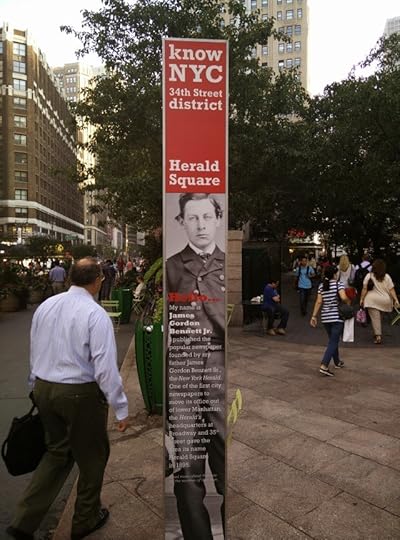 know
NYC
34th Street
district
Herald
Square
Hello...
My name is
James
Gordon
Bennett Jr.
I published the
popular newspaper
founded by my
father James
Gordon Bennett Sr.,
the New York Herald.
One of the first city
newspapers to
move its office out
of lower Manhattan,
the Herald's
headquarters at
Broadway and 35th
Street gave the
area its name
Herald Square
in 1895.